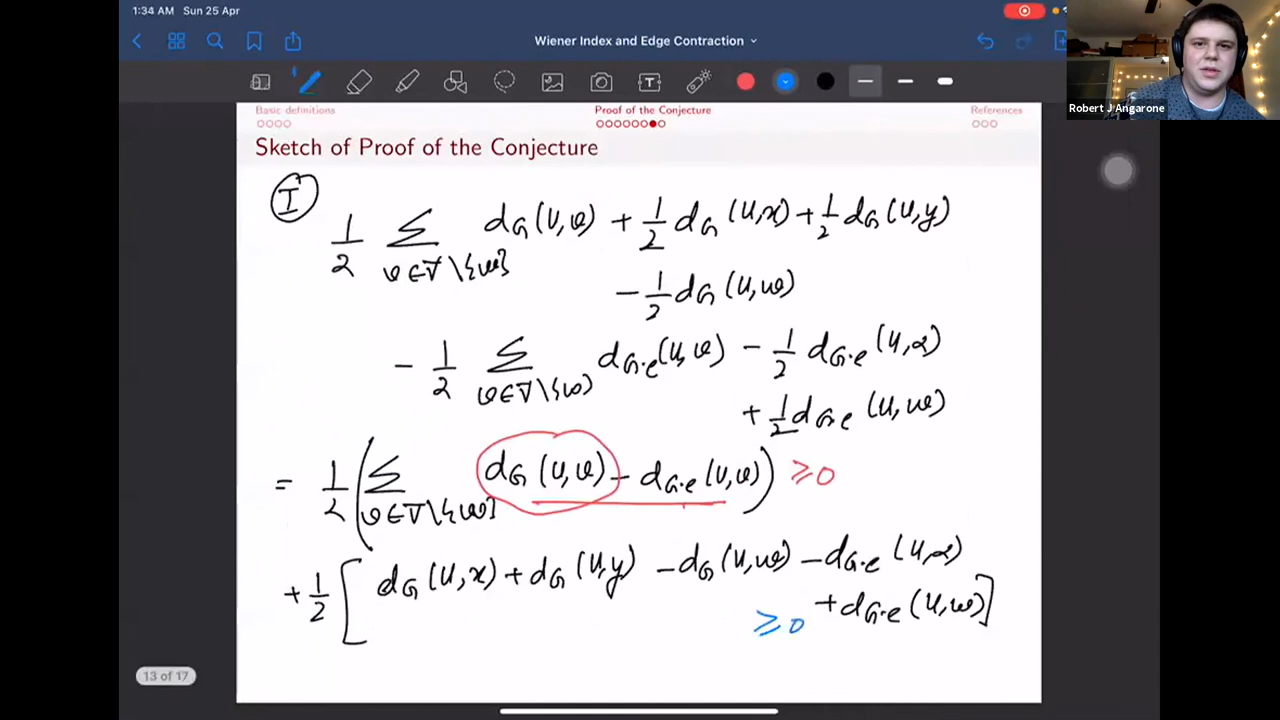 1:34 AM Sun 25 Apr
Wiener Index and Edge Contraction
T
Robert J Angarone
Basic definitions Proof of the Conjecture References
Sketch of Proof of the Conjecture
I
1/2 ∑ d_G(u,v) + 1/2 d_G(u,x) + 1/2 d_G(u,y)
v∈V\{w}
- 1/2 d_G(u,w)
- 1/2 ∑ d_{G·e}(u,v) - 1/2 d_{G·e}(u,α)
v∈V\{w}
+ 1/2 d_{G·e}(u,w)
= 1/2 (∑ d_G(u,v) - d_{G·e}(u,v)) ≥0
v∈V\{w}
+ 1/2 [ d_G(u,x) + d_G(u,y) - d_G(u,w) - d_{G·e}(u,α)
≥0 + d_{G·e}(u,w)]
13 of 17